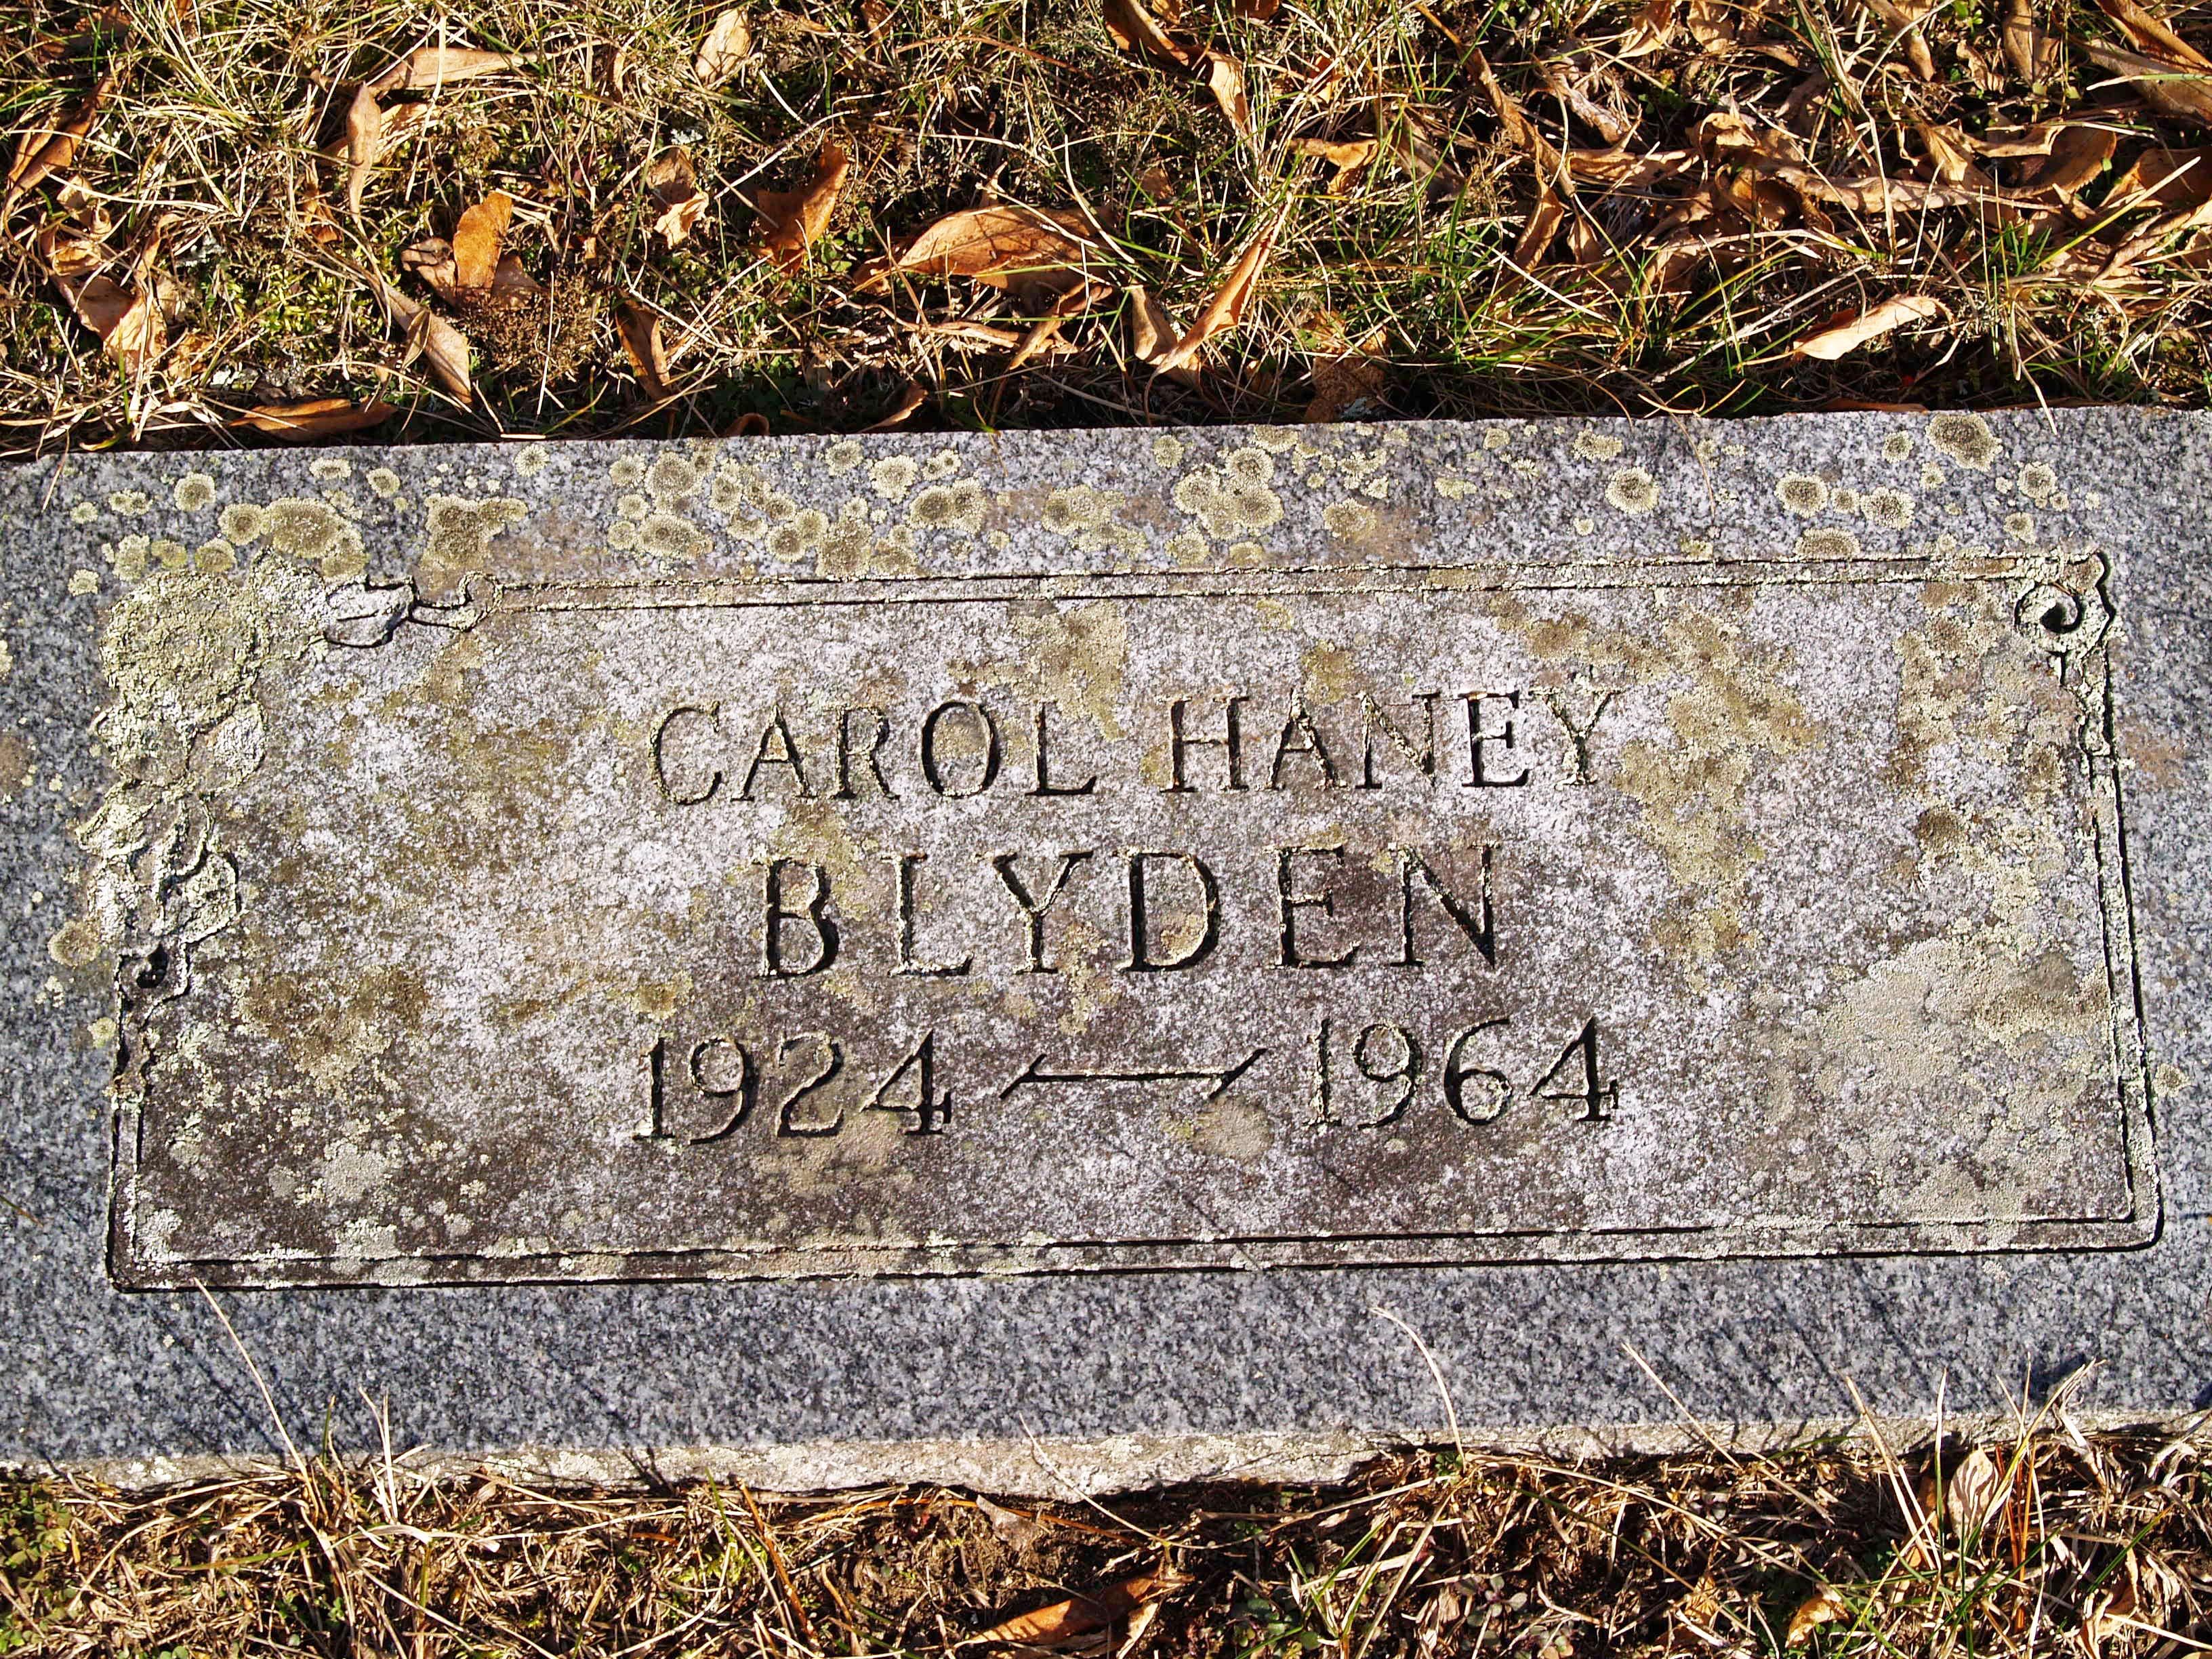 CAROL HANEY
BLYDEN
1924 — 1964